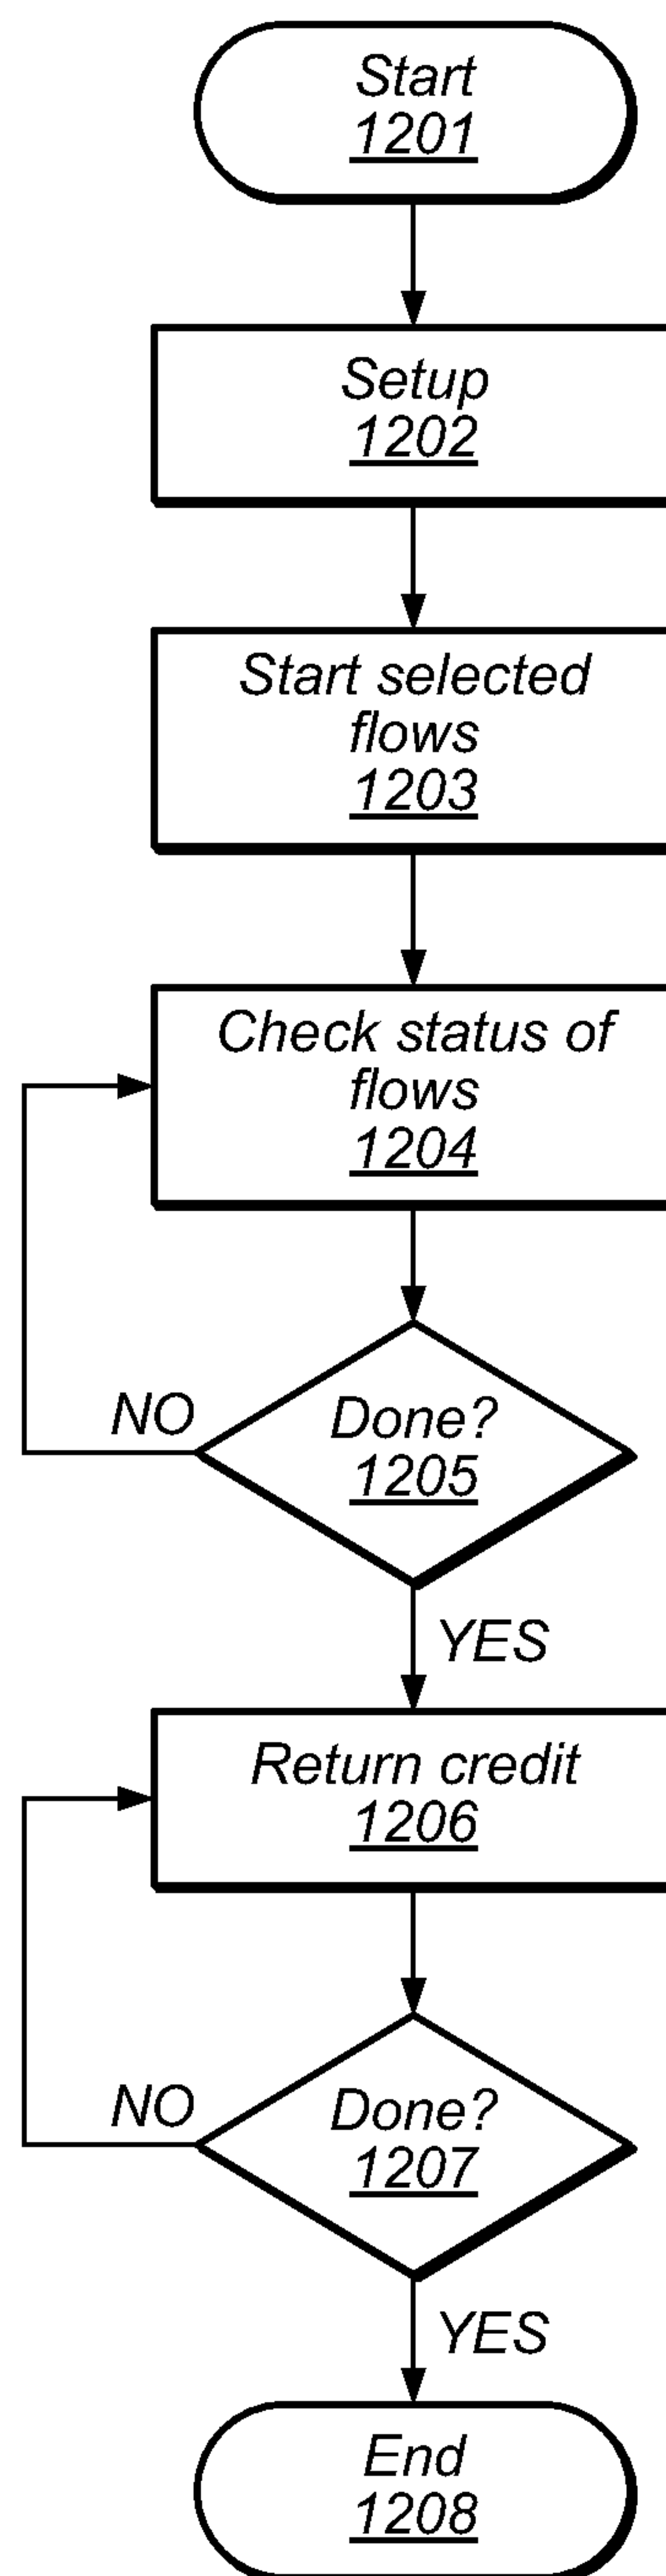 Start
1201
Setup
1202
Start selected
flows
1203
Check status of
flows
1204
NO
Done?
1205
YES
Return credit
1206
NO
Done?
1207
YES
End
1208